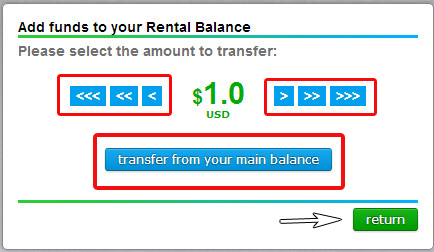 Add funds to your Rental Balance
Please select the amount to transfer:
<<< << < $1.0 > >> >>>
USD
transfer from your main balance
return